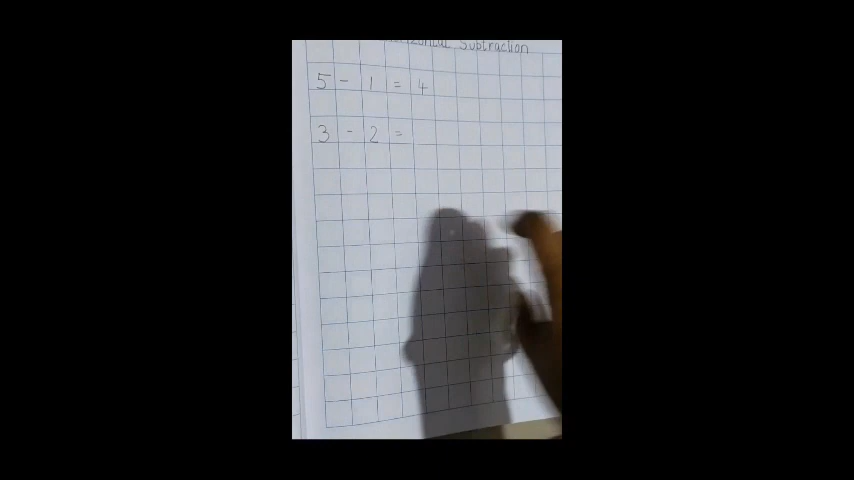 Subtraction
5 - 1 = 4
3 - 2 =